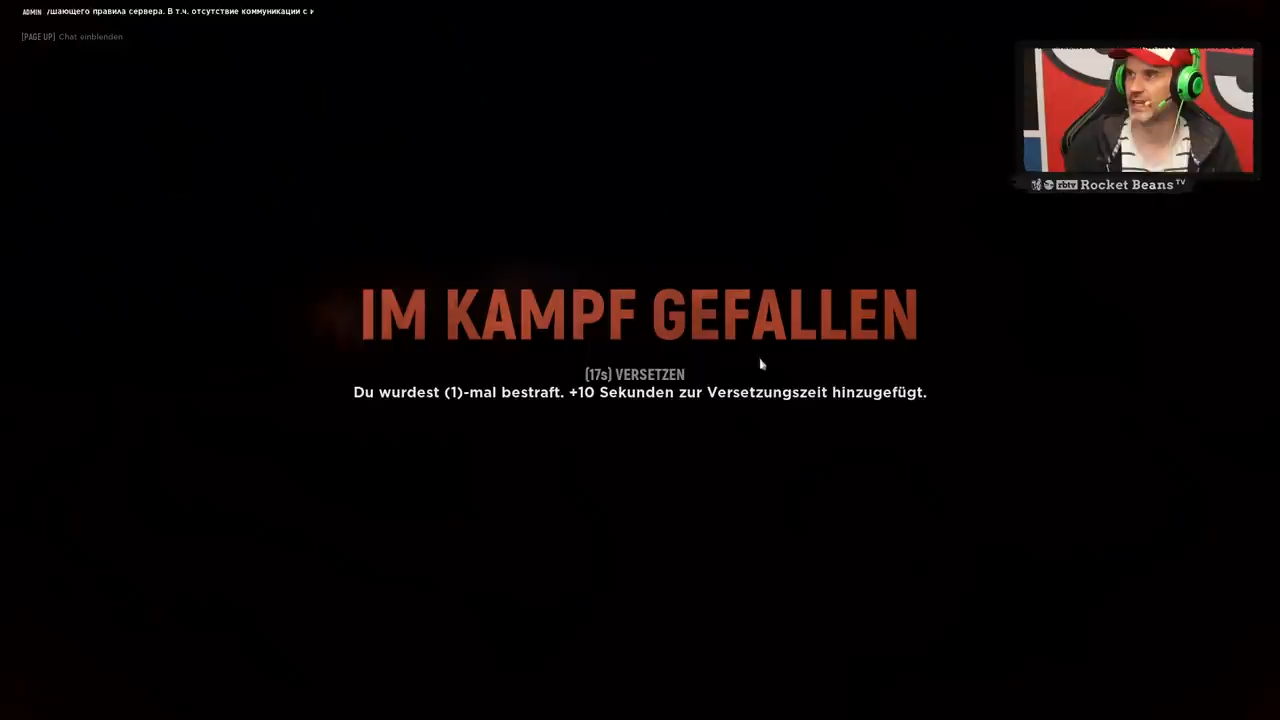 ADMIN /шающего правила сервера. В т.ч. отсутствие коммуникации с
[PAGE UP] Chat einblenden
rbtv Rocket Beans TV
IM KAMPF GEFALLEN
(17s) VERSETZEN
Du wurdest (1)-mal bestraft. +10 Sekunden zur Versetzungszeit hinzugefügt.